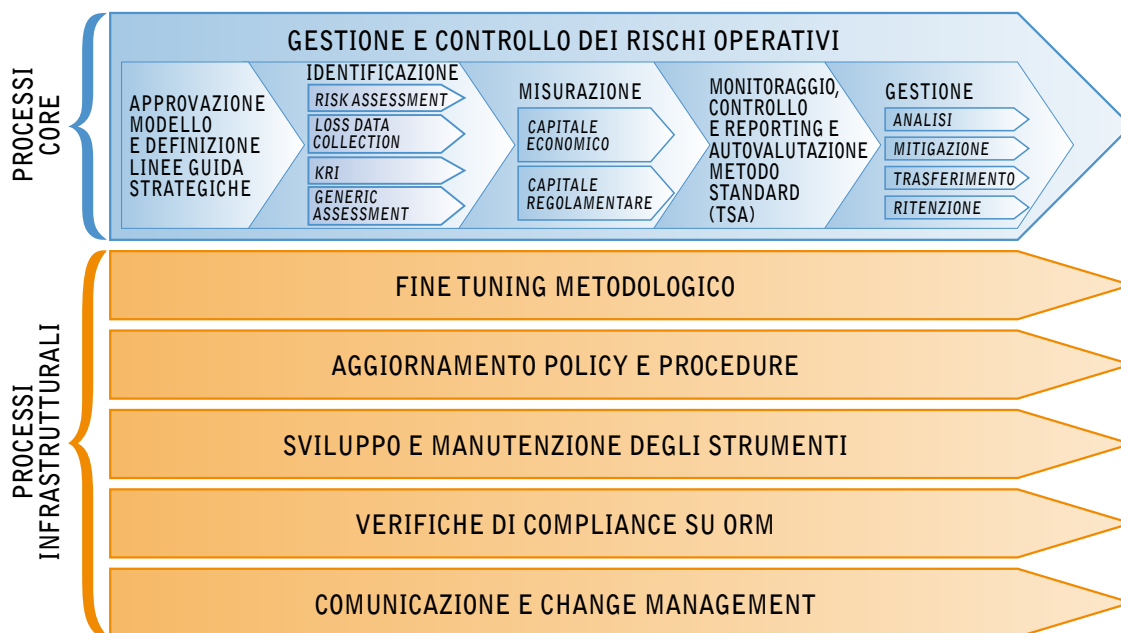 PROCESSI
CORE
GESTIONE E CONTROLLO DEI RISCHI OPERATIVI
APPROVAZIONE
MODELLO
E DEFINIZIONE
LINEE GUIDA
STRATEGICHE
IDENTIFICAZIONE
RISK ASSESSMENT
LOSS DATA
COLLECTION
KRI
GENERIC
ASSESSMENT
MISURAZIONE
CAPITALE
ECONOMICO
CAPITALE
REGOLAMENTARE
MONITORAGGIO,
CONTROLLO
E REPORTING E
AUTOVALUTAZIONE
METODO
STANDARD
(TSA)
GESTIONE
ANALISI
MITIGAZIONE
TRASFERIMENTO
RITENZIONE
PROCESSI
INFRASTRUTTURALI
FINE TUNING METODOLOGICO
AGGIORNAMENTO POLICY E PROCEDURE
SVILUPPO E MANUTENZIONE DEGLI STRUMENTI
VERIFICHE DI COMPLIANCE SU ORM
COMUNICAZIONE E CHANGE MANAGEMENT